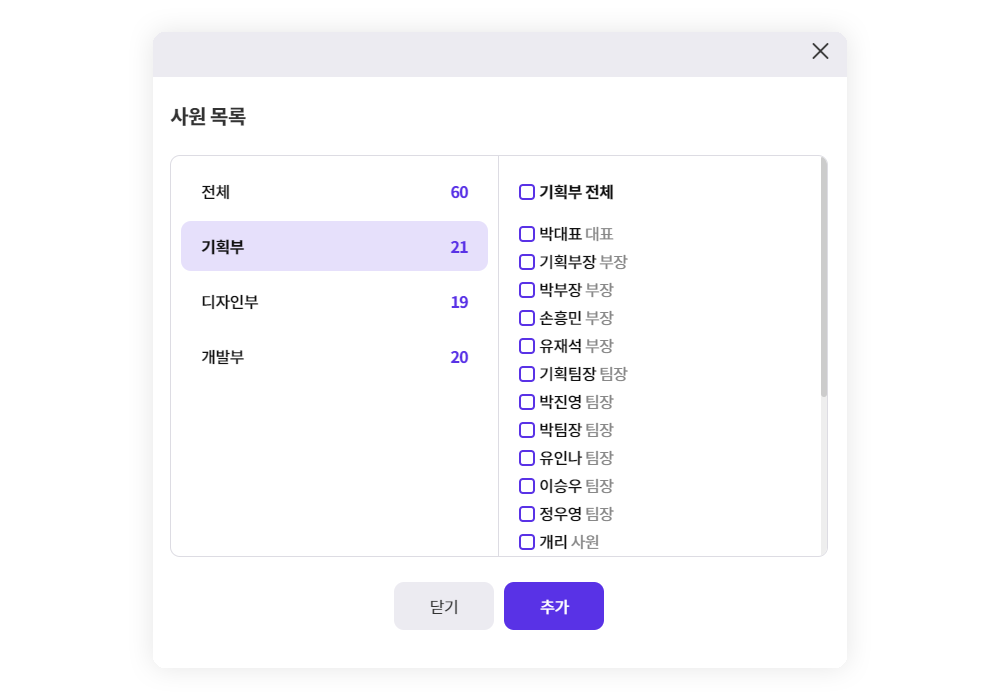 사원 목록
전체 60
기획부 21
디자인부 19
개발부 20
기획부 전체
박대표 대표
기획부장 부장
박부장 부장
손흥민 부장
유재석 부장
기획팀장 팀장
박진영 팀장
박팀장 팀장
유인나 팀장
이승우 팀장
정우영 팀장
개리 사원
닫기 추가